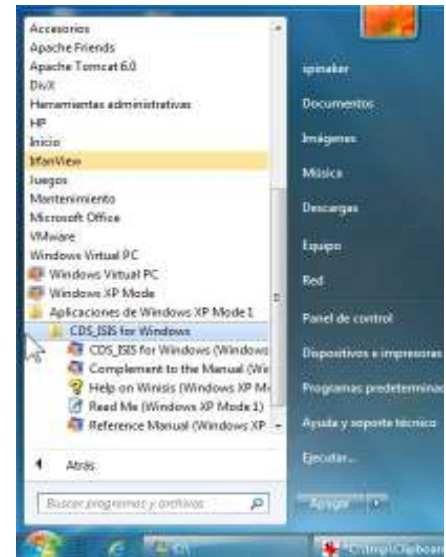 Accesorios
Apache Friends
Apache Tomcat 6.0
DivX
Herramientas administrativas
HP
Inicio
IrfanView
Juegos
Mantenimiento
Microsoft Office
VMware
Windows Virtual PC
Windows Virtual PC
Windows XP Mode
Aplicaciones de Windows XP Mode 1
CDS_ISIS for Windows
CDS_ISIS for Windows (Windows
Complement to the Manual (Wi
Help on Winisis (Windows XP M
Read Me (Windows XP Mode 1)
Reference Manual (Windows XP
Atrás
Buscar programas y archivos
spinaker
Documentos
Imágenes
Música
Descargas
Equipo
Red
Panel de control
Dispositivos e impresoras
Programas predeterminad
Ayuda y soporte técnico
Ejecutar...
Apagar
C:\
C:\tmp\Clipboar